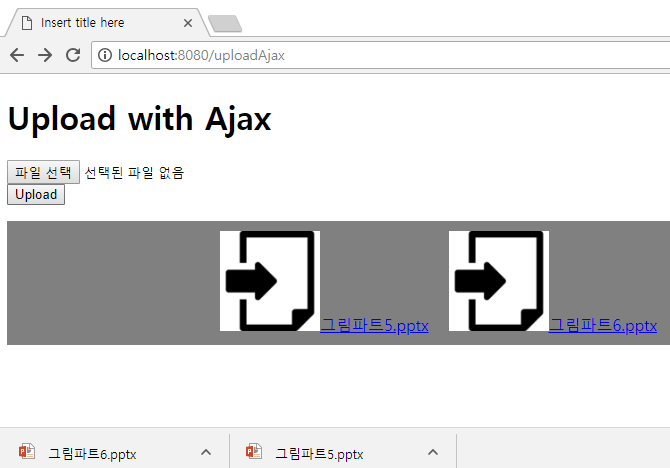 Insert title here
localhost:8080/uploadAjax
Upload with Ajax
파일 선택 선택된 파일 없음
Upload
그림파트5.pptx 그림파트6.pptx
그림파트6.pptx 그림파트5.pptx